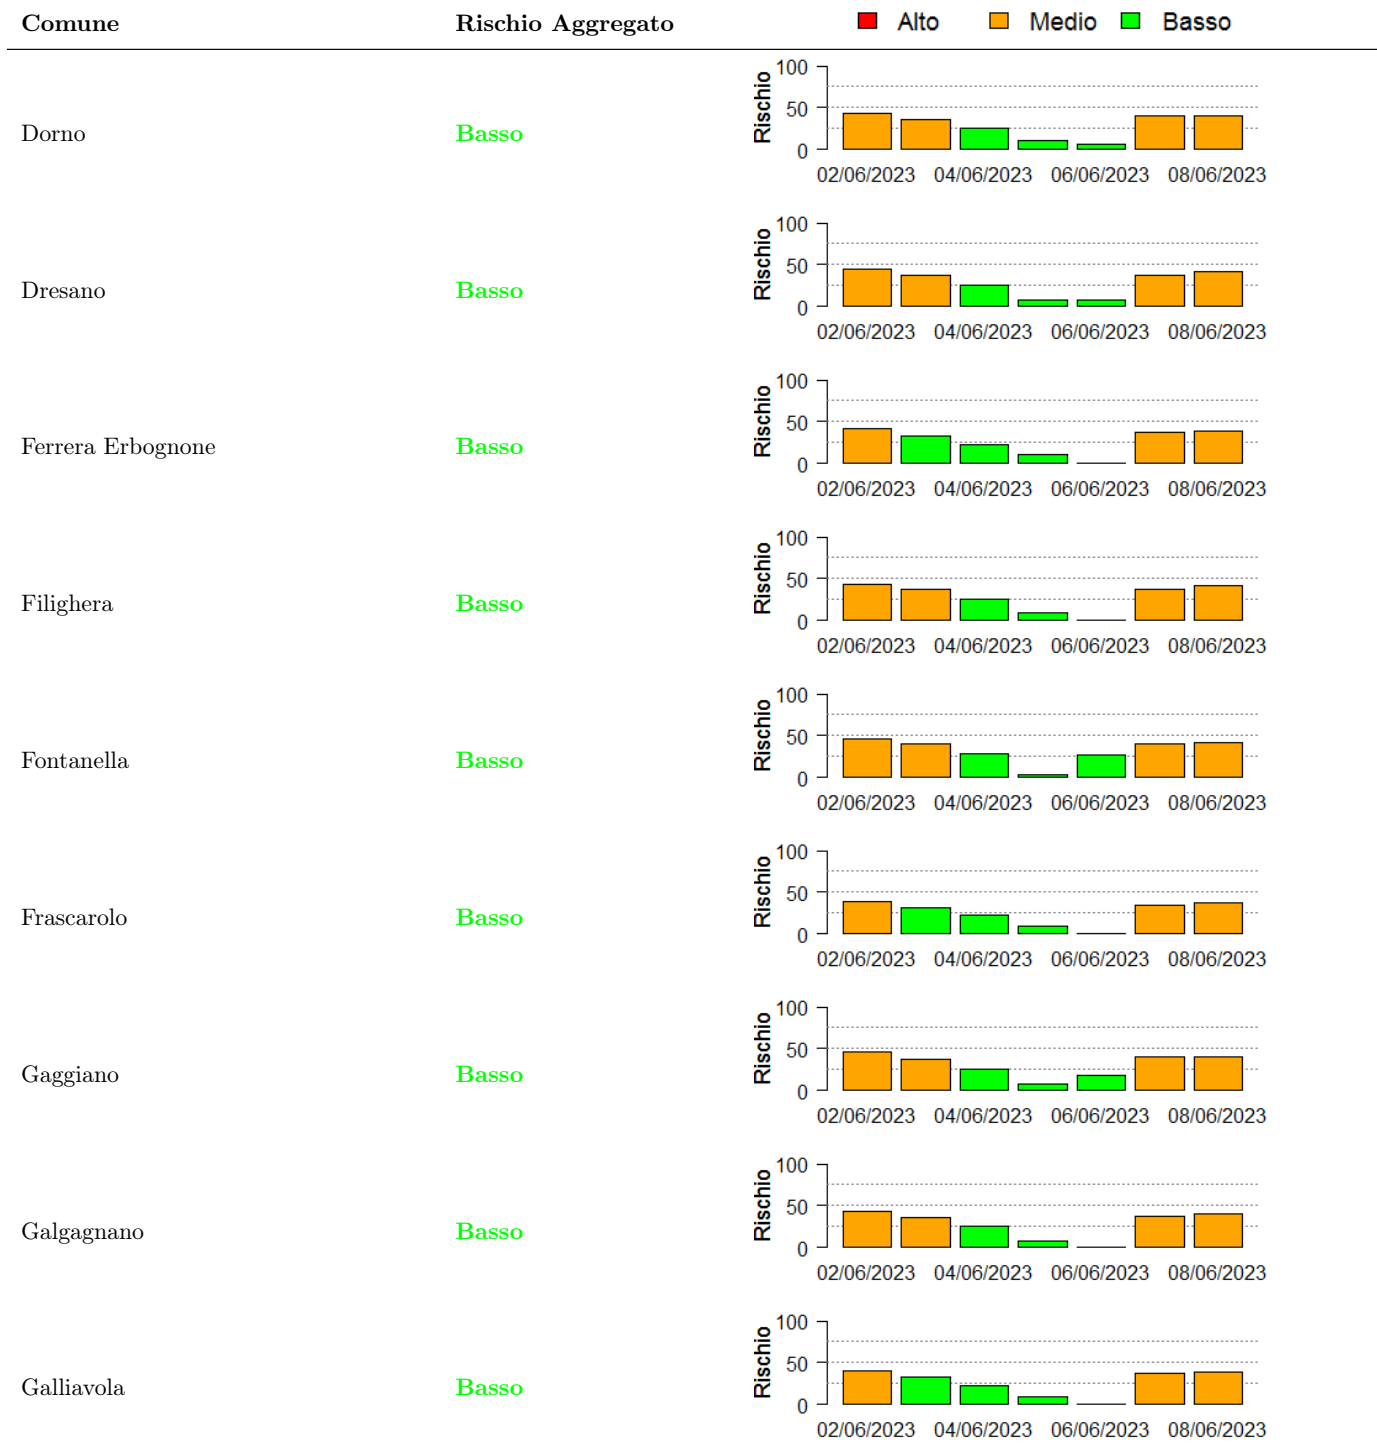 Comune Rischio Aggregato Alto Medio Basso
100
50
0
Rischio
Dorno Basso
02/06/2023 04/06/2023 06/06/2023 08/06/2023
100
50
0
Rischio
Dresano Basso
02/06/2023 04/06/2023 06/06/2023 08/06/2023
100
50
0
Rischio
Ferrera Erbognone Basso
02/06/2023 04/06/2023 06/06/2023 08/06/2023
100
50
0
Rischio
Filighera Basso
02/06/2023 04/06/2023 06/06/2023 08/06/2023
100
50
0
Rischio
Fontanella Basso
02/06/2023 04/06/2023 06/06/2023 08/06/2023
100
50
0
Rischio
Frascarolo Basso
02/06/2023 04/06/2023 06/06/2023 08/06/2023
100
50
0
Rischio
Gaggiano Basso
02/06/2023 04/06/2023 06/06/2023 08/06/2023
100
50
0
Rischio
Galgagnano Basso
02/06/2023 04/06/2023 06/06/2023 08/06/2023
100
50
0
Rischio
Galliavola Basso
02/06/2023 04/06/2023 06/06/2023 08/06/2023